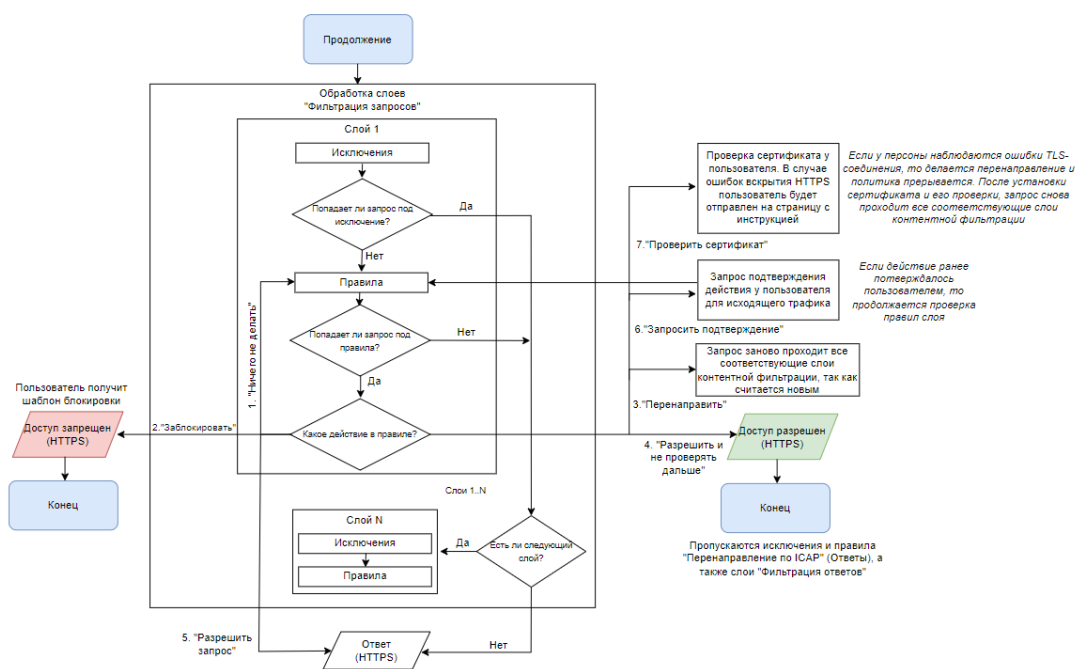 Продолжение
Обработка слоев
"Фильтрация запросов"
Слой 1
Исключения
Попадает ли запрос под
исключение?
Да
Нет
Правила
Попадает ли запрос под
правила?
Нет
Да
Какое действие в правиле?
1. "Ничего не делать"
2."Заблокировать"
Пользователь получит
шаблон блокировки
Доступ запрещен
(HTTPS)
Конец
Проверка сертификата у
пользователя. В случае
ошибок вскрытия HTTPS
пользователь будет
отправлен на страницу с
инструкцией
Если у персоны наблюдаются ошибки TLS-
соединения, то делается перенаправление и
политика прерывается. После установки
сертификата и его проверки, запрос снова
проходит все соответствующие слои
контентной фильтрации
7."Проверить сертификат"
Запрос подтверждения
действия у пользователя
для исходящего трафика
Если действие ранее
потверждалось
пользователем, то
продолжается проверка
правил слоя
6. "Запросить подтверждение"
Запрос заново проходит все
соответствующие слои
контентной фильтрации, так как
считается новым
3."Перенаправить"
Доступ разрешен
(HTTPS)
4. "Разрешить и
не проверять
дальше"
Конец
Пропускаются исключения и правила
"Перенаправление по ICAP" (Ответы), а
также слои "Фильтрация ответов"
Слои 1..N
Слой N
Исключения
Правила
Да
Есть ли следующий
слой?
Нет
5. "Разрешить
запрос"
Ответ
(HTTPS)